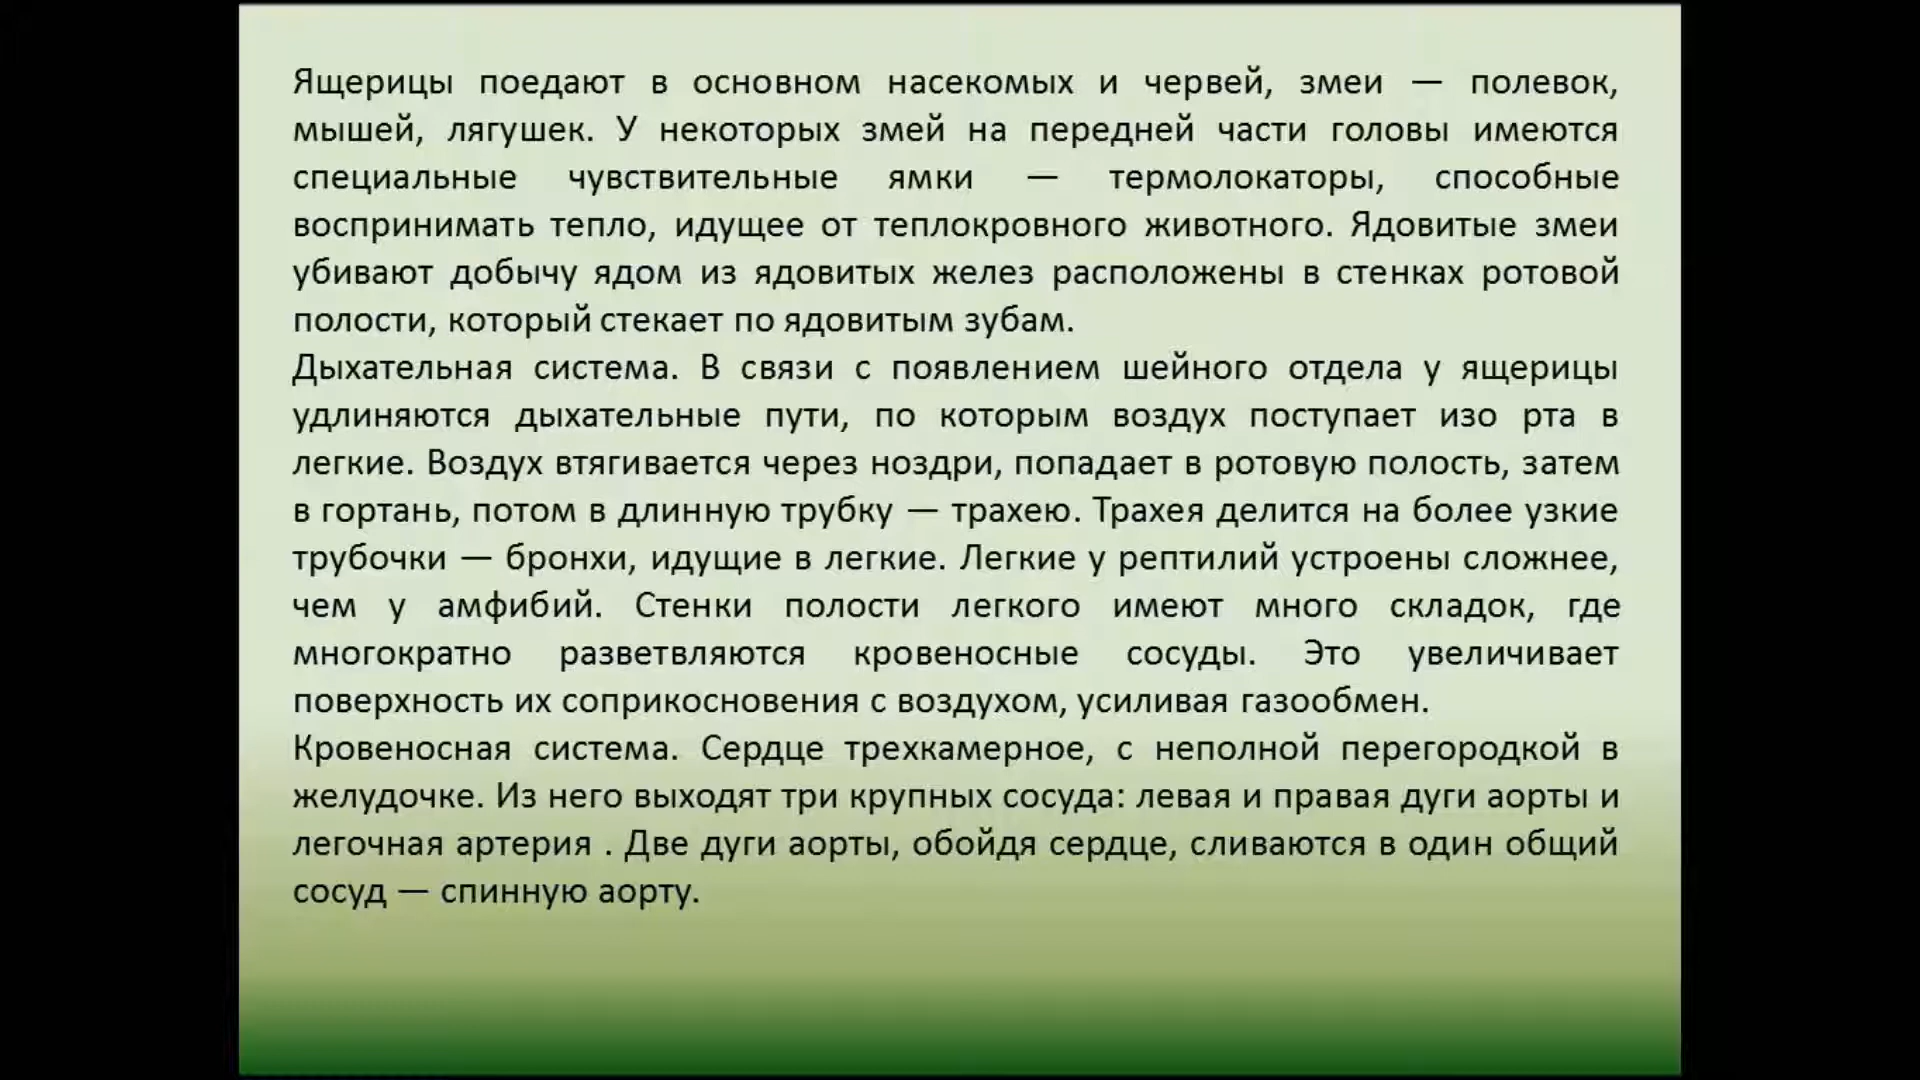 Ящерицы поедают в основном насекомых и червей, змеи — полевок,
мышей, лягушек. У некоторых змей на передней части головы имеются
специальные чувствительные ямки — термолокаторы, способные
воспринимать тепло, идущее от теплокровного животного. Ядовитые змеи
убивают добычу ядом из ядовитых желез расположены в стенках ротовой
полости, который стекает по ядовитым зубам.
Дыхательная система. В связи с появлением шейного отдела у ящерицы
удлиняются дыхательные пути, по которым воздух поступает изо рта в
легкие. Воздух втягивается через ноздри, попадает в ротовую полость, затем
в гортань, потом в длинную трубку — трахею. Трахея делится на более узкие
трубочки — бронхи, идущие в легкие. Легкие у рептилий устроены сложнее,
чем у амфибий. Стенки полости легкого имеют много складок, где
многократно разветвляются кровеносные сосуды. Это увеличивает
поверхность их соприкосновения с воздухом, усиливая газообмен.
Кровеносная система. Сердце трехкамерное, с неполной перегородкой в
желудочке. Из него выходят три крупных сосуда: левая и правая дуги аорты и
легочная артерия . Две дуги аорты, обойдя сердце, сливаются в один общий
сосуд — спинную аорту.